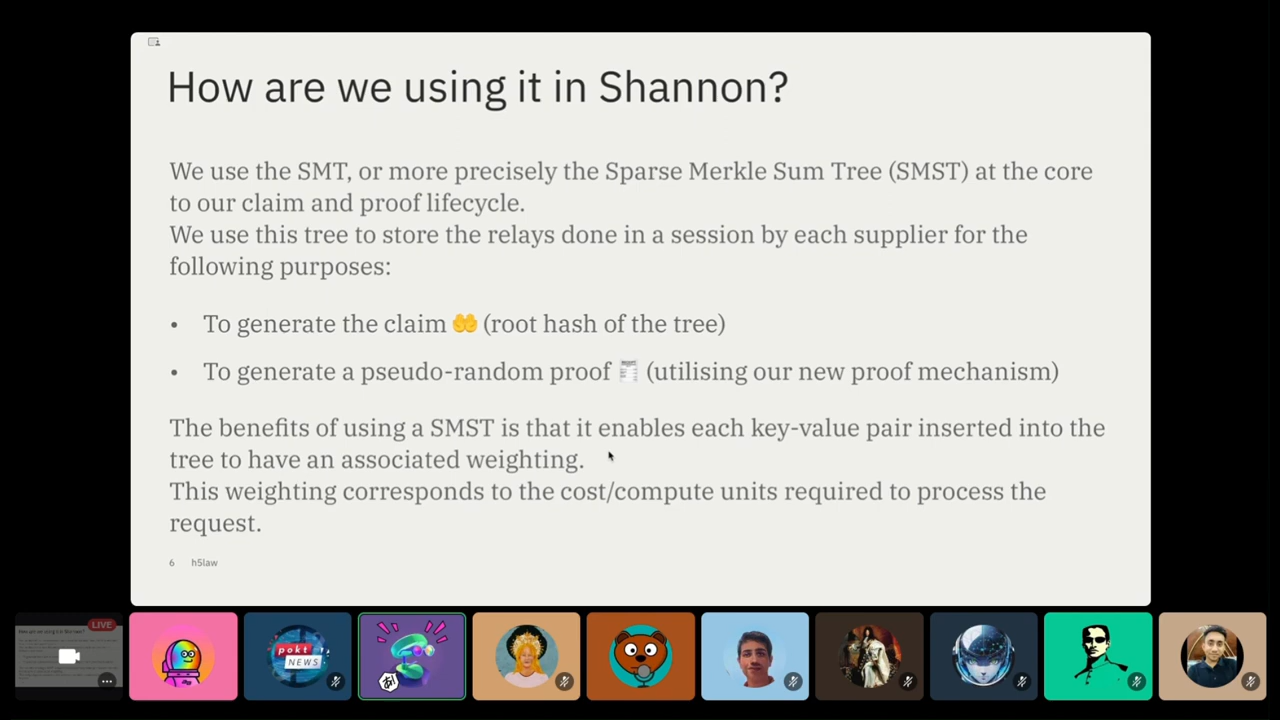 How are we using it in Shannon?
We use the SMT, or more precisely the Sparse Merkle Sum Tree (SMST) at the core
to our claim and proof lifecycle.
We use this tree to store the relays done in a session by each supplier for the
following purposes:
• To generate the claim 🤲 (root hash of the tree)
• To generate a pseudo-random proof 🧾 (utilising our new proof mechanism)
The benefits of using a SMST is that it enables each key-value pair inserted into the
tree to have an associated weighting.
This weighting corresponds to the cost/compute units required to process the
request.
6 h5law
LIVE
pokt
NEWS